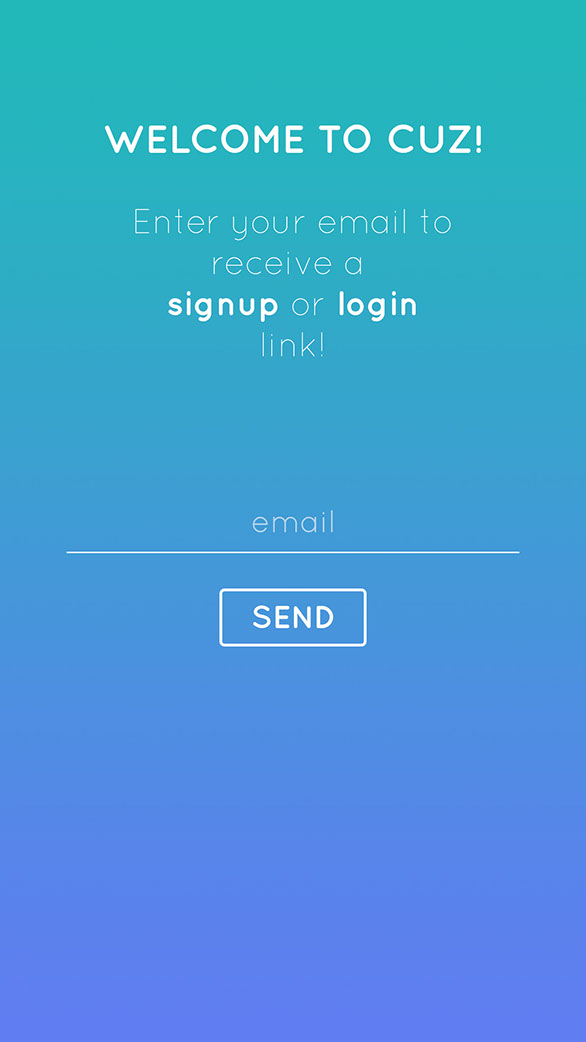 WELCOME TO CUZ!
Enter your email to
receive a
signup or login
link!
email
SEND